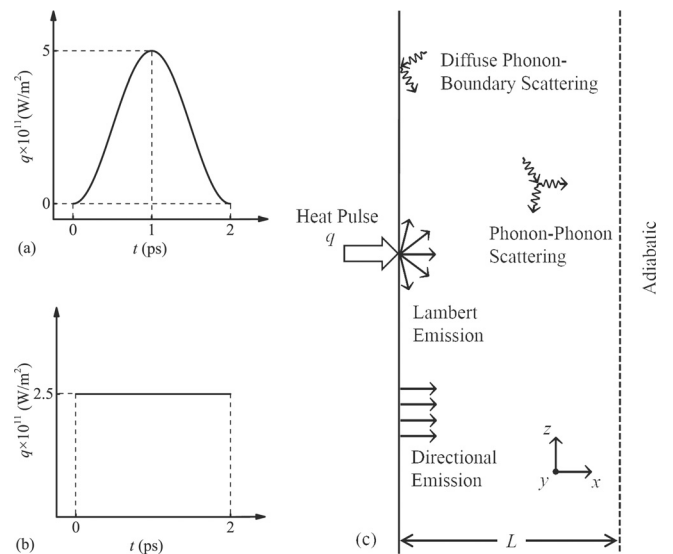 5
q×10¹¹(W/m²)
0
0
1
2
(a)
t (ps)
2.5
q×10¹¹(W/m²)
0
2
(b)
t (ps)
Diffuse Phonon-
Boundary Scattering
Heat Pulse
q
Phonon-Phonon
Scattering
Lambert
Emission
Adiabatic
Directional
Emission
z
y
x
(c)
L